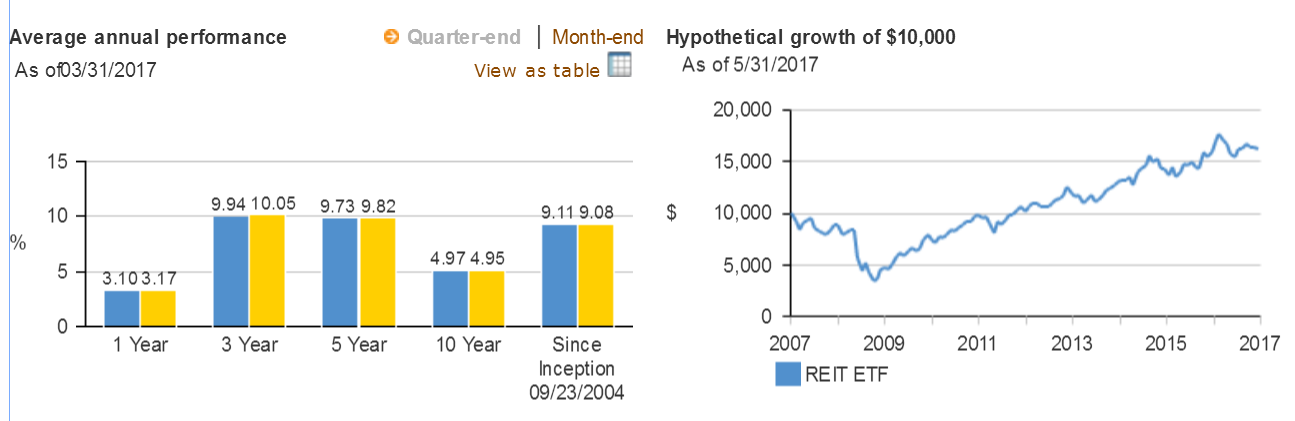 Average annual performance
Quarter-end | Month-end
As of03/31/2017
View as table
15
10
5
0
%
3.10 3.17
9.94 10.05
9.73 9.82
4.97 4.95
9.11 9.08
1 Year
3 Year
5 Year
10 Year
Since
Inception
09/23/2004
Hypothetical growth of $10,000
As of 5/31/2017
20,000
15,000
10,000
5,000
0
$
2007 2009 2011 2013 2015 2017
REIT ETF